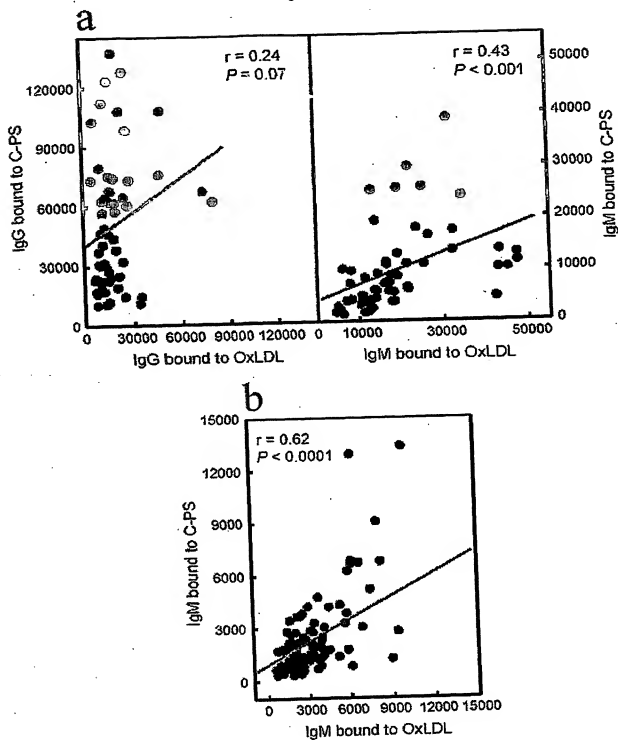 a
r = 0.24
P = 0.07
r = 0.43
P < 0.001
IgG bound to C-PS
120000
90000
60000
30000
0
0 30000 60000 90000 120000
IgG bound to OxLDL
50000
40000
30000
20000
10000
0
IgM bound to C-PS
0 10000 20000 30000 50000
IgM bound to OxLDL
b
r = 0.62
P < 0.0001
IgM bound to C-PS
15000
12000
9000
6000
3000
0
0 3000 6000 9000 12000 15000
IgM bound to OxLDL